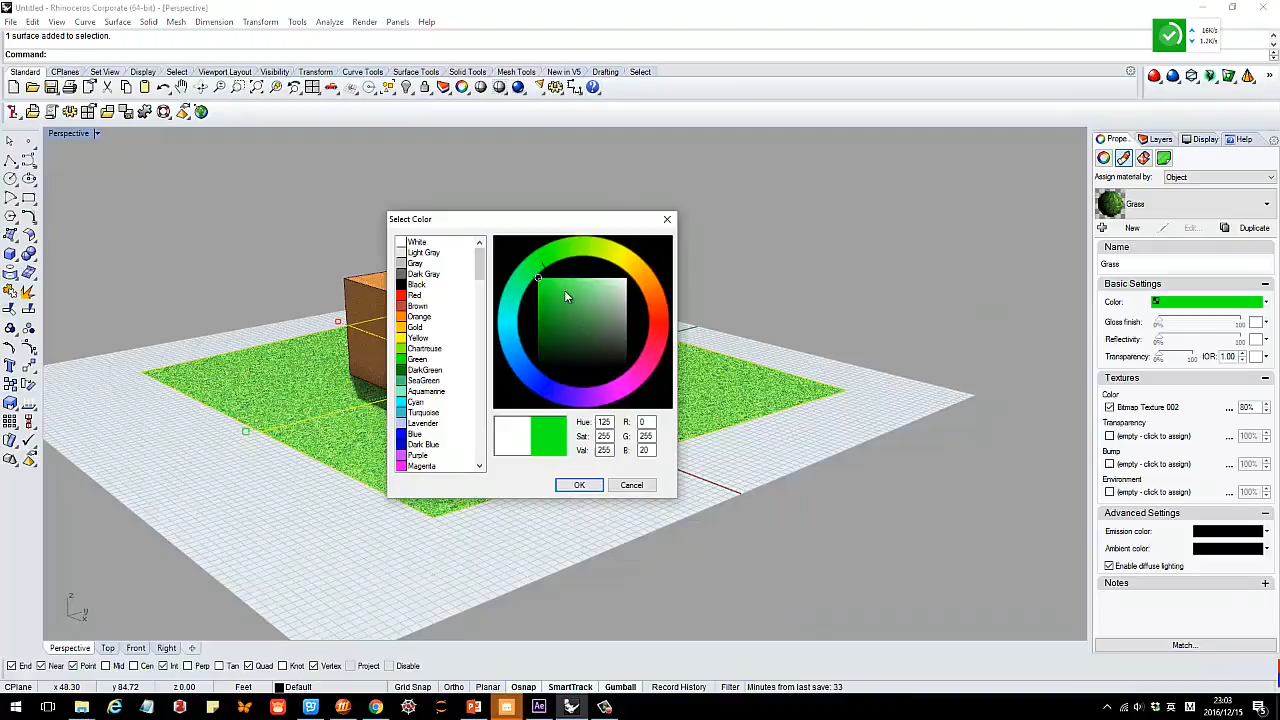 Untitled - Rhinoceros Corporate (64-bit) - [Perspective]
File Edit View Curve Surface Solid Mesh Dimension Transform Tools Analyze Render Panels Help
16K/s
1.2K/s
1 surface added to selection.
Command:
Standard CPlanes Set View Display Select Viewport Layout Visibility Transform Curve Tools Surface Tools Solid Tools Mesh Tools New in V5 Drafting Select
Perspective
Prope... Layers Display Help
Assign material by: Object
Grass
New Edit... Duplicate
Name
Grass
Basic Settings
Color:
Gloss finish: 0% 100
Reflectivity: 0% 100
Transparency: 0% 100 IOR: 1.00
Textures
Color
Bitmap Texture 002 ... 80%
Transparency
(empty - click to assign) ... 100%
Bump
(empty - click to assign) ... 100%
Environment
(empty - click to assign) ... 100%
Advanced Settings
Emission color:
Ambient color:
Enable diffuse lighting
Notes
Match...
Select Color
White
Light Gray
Gray
Dark Gray
Black
Red
Brown
Orange
Gold
Yellow
Chartreuse
Green
DarkGreen
SeaGreen
Aquamarine
Cyan
Turquoise
Lavender
Blue
Dark Blue
Purple
Magenta
Hue: 125 R: 0
Sat: 255 G: 255
Val: 255 B: 20
OK Cancel
z
y
x
Perspective Top Front Right
End Near Point Mid Cen Int Perp Tan Quad Knot Vertex Project Disable
CPlane x 48.30 y 84.72 z 0.00 Feet Default Grid Snap Ortho Planar Osnap SmartTrack Gumball Record History Filter Minutes from last save: 33
Ae
23:03
2016/12/15